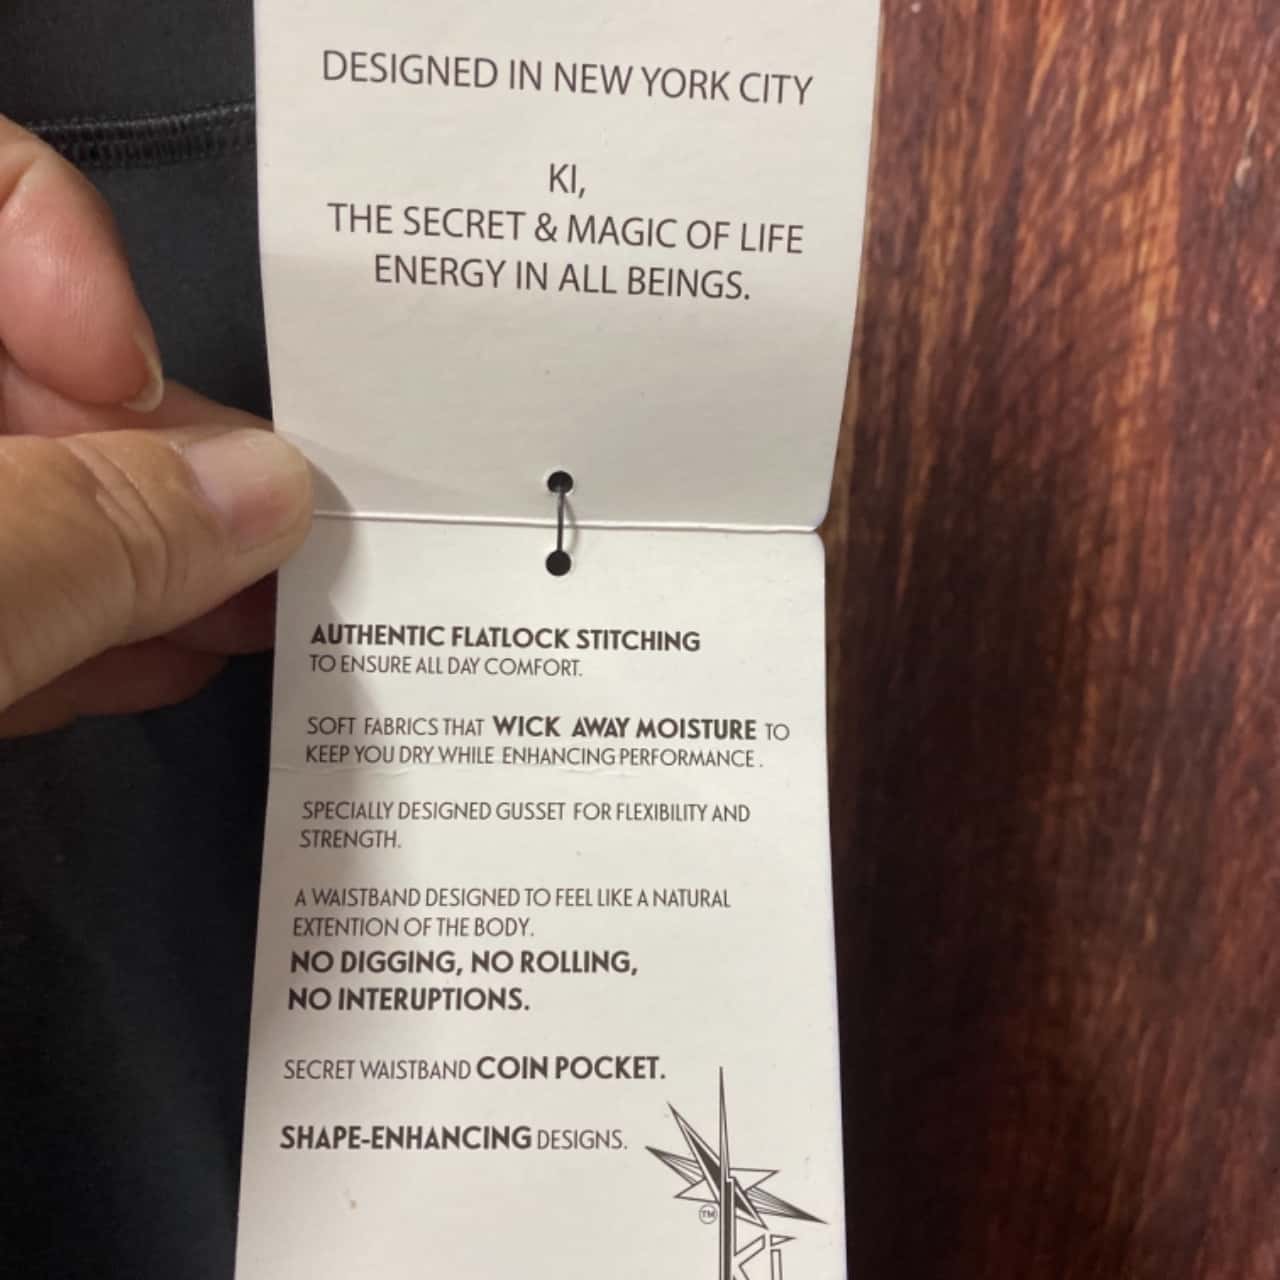 DESIGNED IN NEW YORK CITY
KI,
THE SECRET & MAGIC OF LIFE
ENERGY IN ALL BEINGS.
AUTHENTIC FLATLOCK STITCHING
TO ENSURE ALL DAY COMFORT.
SOFT FABRICS THAT WICK AWAY MOISTURE TO
KEEP YOU DRY WHILE ENHANCING PERFORMANCE.
SPECIALLY DESIGNED GUSSET FOR FLEXIBILITY AND
STRENGTH.
A WAISTBAND DESIGNED TO FEEL LIKE A NATURAL
EXTENTION OF THE BODY.
NO DIGGING, NO ROLLING,
NO INTERUPTIONS.
SECRET WAISTBAND COIN POCKET.
SHAPE-ENHANCING DESIGNS.
TM
Ki